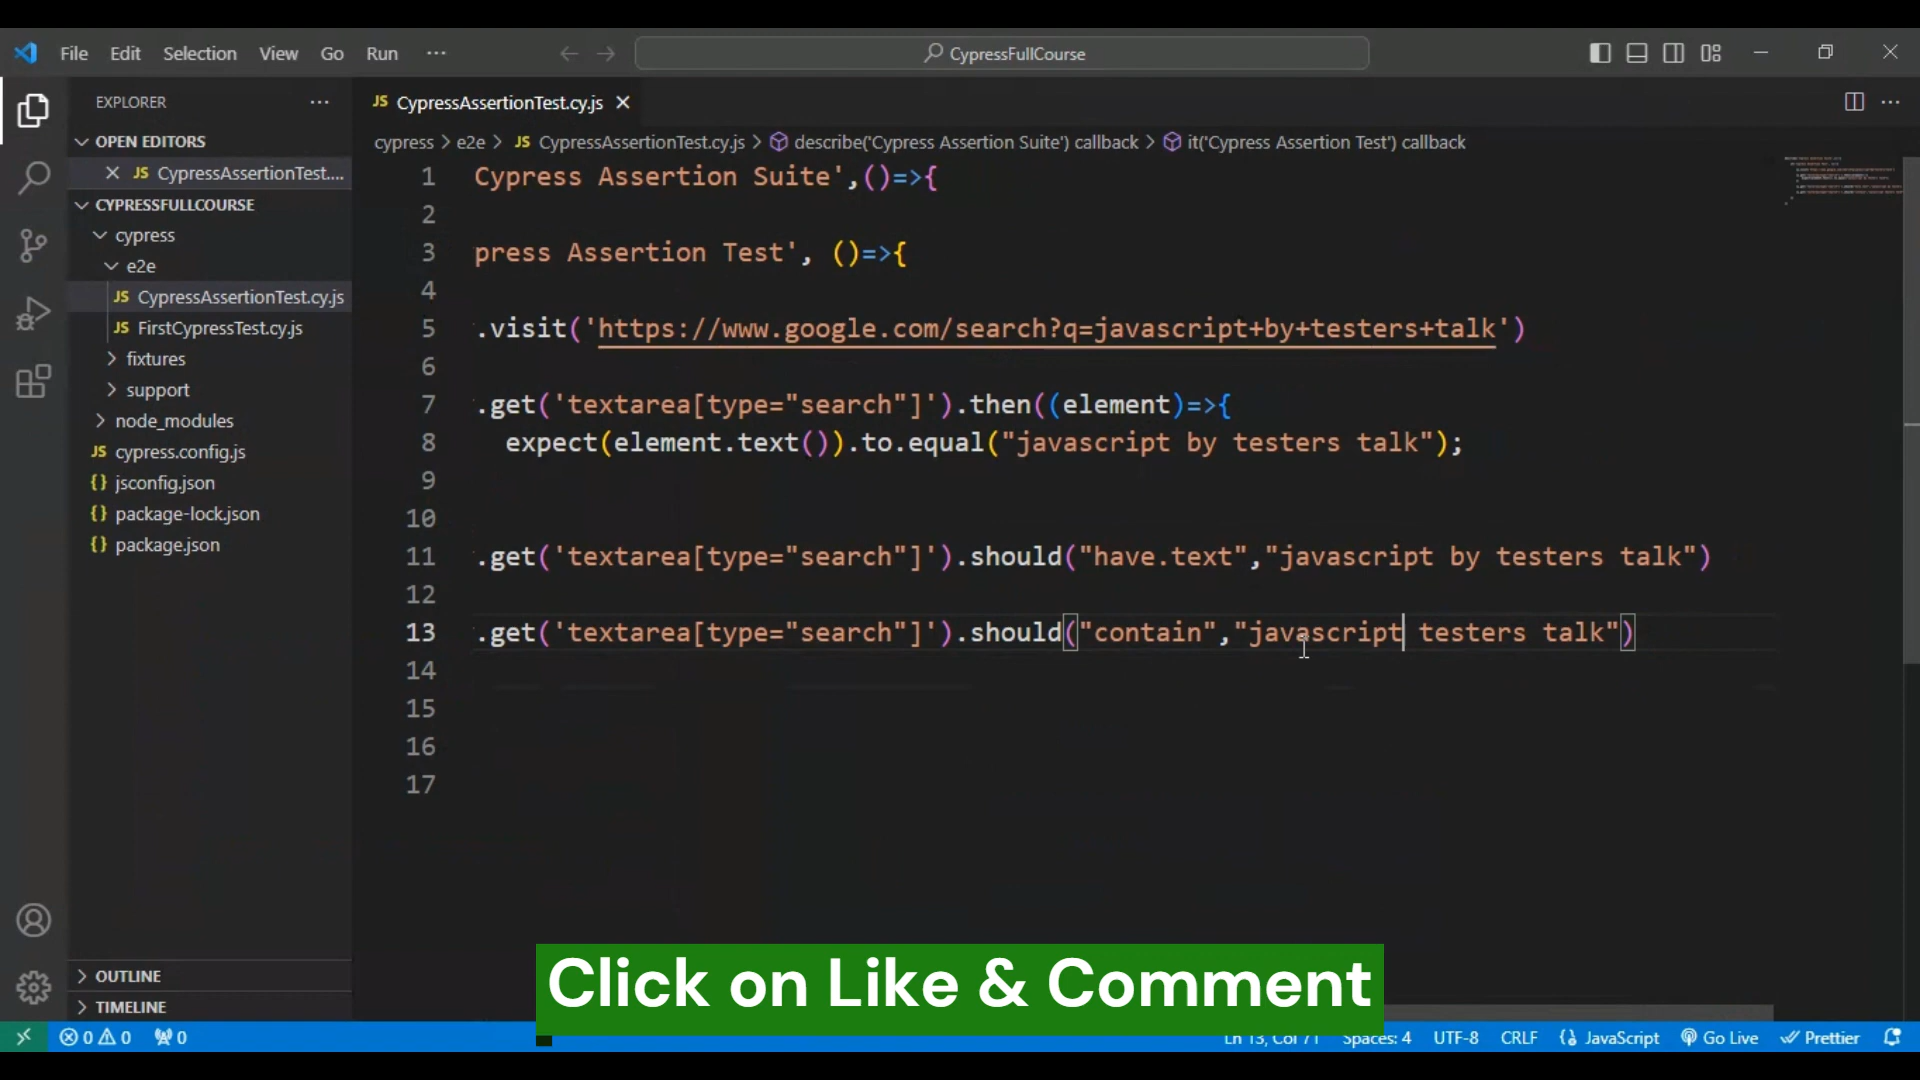 File Edit Selection View Go Run ··· CypressFullCourse
EXPLORER ···
OPEN EDITORS
JS CypressAssertionTest....
CYPRESSFULLCOURSE
cypress
e2e
JS CypressAssertionTest.cy.js
JS FirstCypressTest.cy.js
fixtures
support
node_modules
JS cypress.config.js
{} jsconfig.json
{} package-lock.json
{} package.json
OUTLINE
TIMELINE
JS CypressAssertionTest.cy.js
cypress > e2e > JS CypressAssertionTest.cy.js > describe('Cypress Assertion Suite') callback > it('Cypress Assertion Test') callback
1 Cypress Assertion Suite',()=>{
2
3 press Assertion Test', ()=>{
4
5 .visit('https://www.google.com/search?q=javascript+by+testers+talk')
6
7 .get('textarea[type="search"]').then((element)=>{
8 expect(element.text()).to.equal("javascript by testers talk");
9
10
11 .get('textarea[type="search"]').should("have.text","javascript by testers talk")
12
13 .get('textarea[type="search"]').should("contain","javascript testers talk")
14
15
16
17
Click on Like & Comment
0 0 0 Ln 13, Col 71 Spaces: 4 UTF-8 CRLF {} JavaScript Go Live Prettier